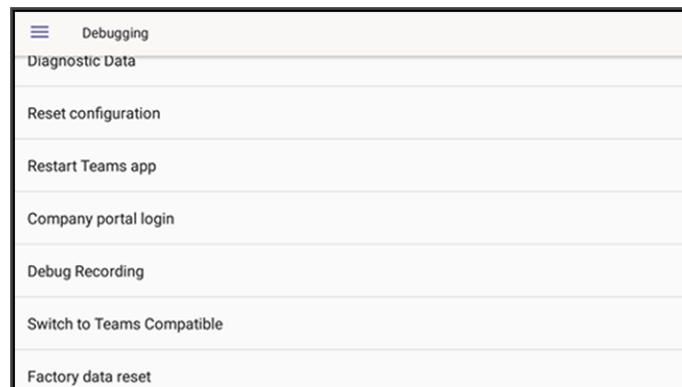 Debugging
Diagnostic Data
Reset configuration
Restart Teams app
Company portal login
Debug Recording
Switch to Teams Compatible
Factory data reset